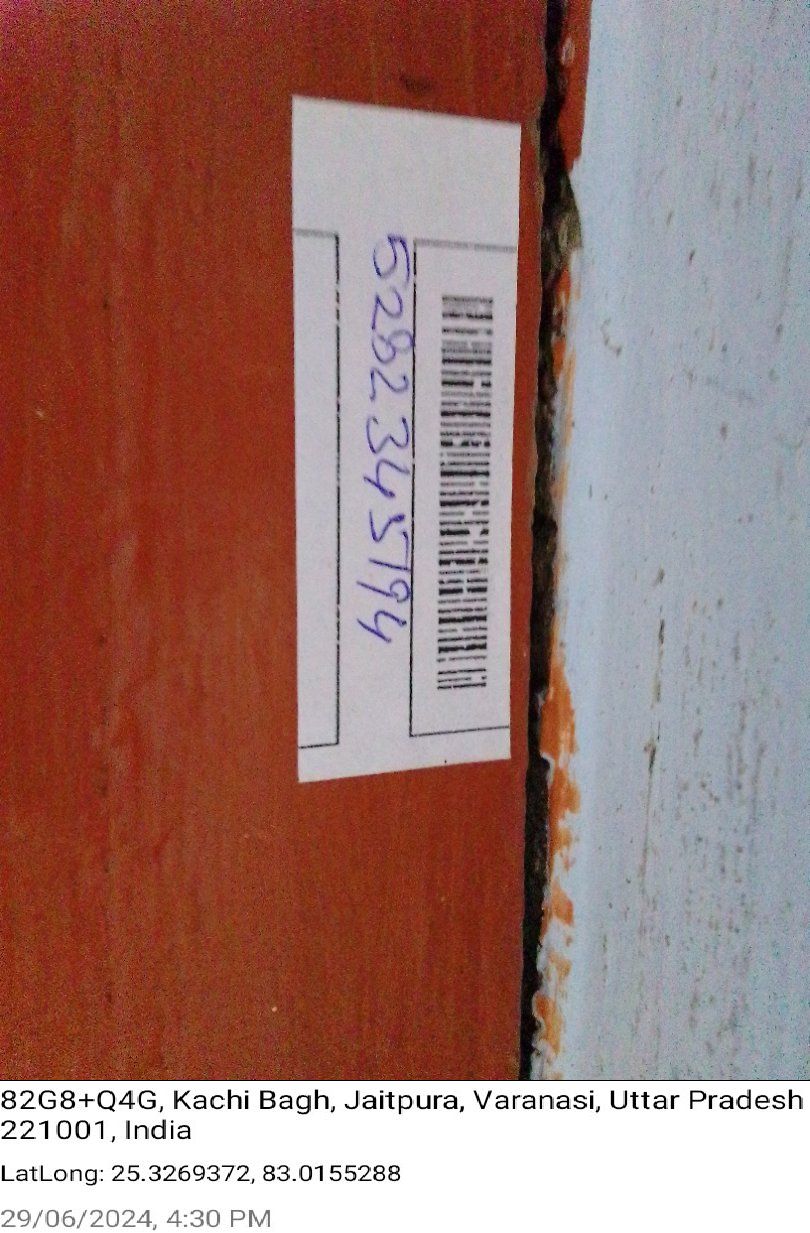 5282345794
82G8+Q4G, Kachi Bagh, Jaitpura, Varanasi, Uttar Pradesh
221001, India
LatLong: 25.3269372, 83.0155288
29/06/2024, 4:30 PM